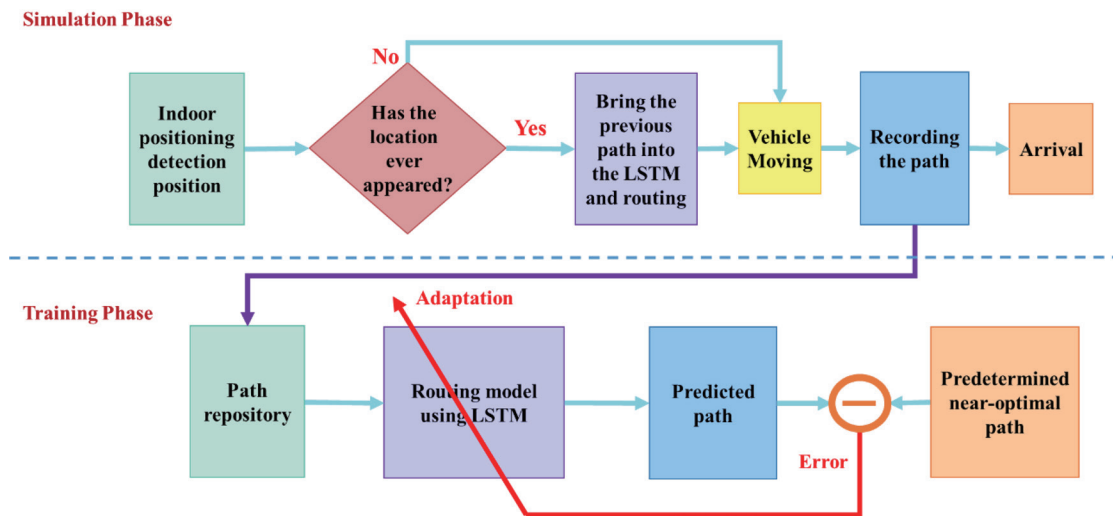 Simulation Phase
No
Indoor
positioning
detection
position
Has the
location
ever
appeared?
Yes
Bring the
previous
path into
the LSTM
and routing
Vehicle
Moving
Recording
the path
Arrival
Training Phase
Adaptation
Path
repository
Routing model
using LSTM
Predicted
path
Error
Predetermined
near-optimal
path